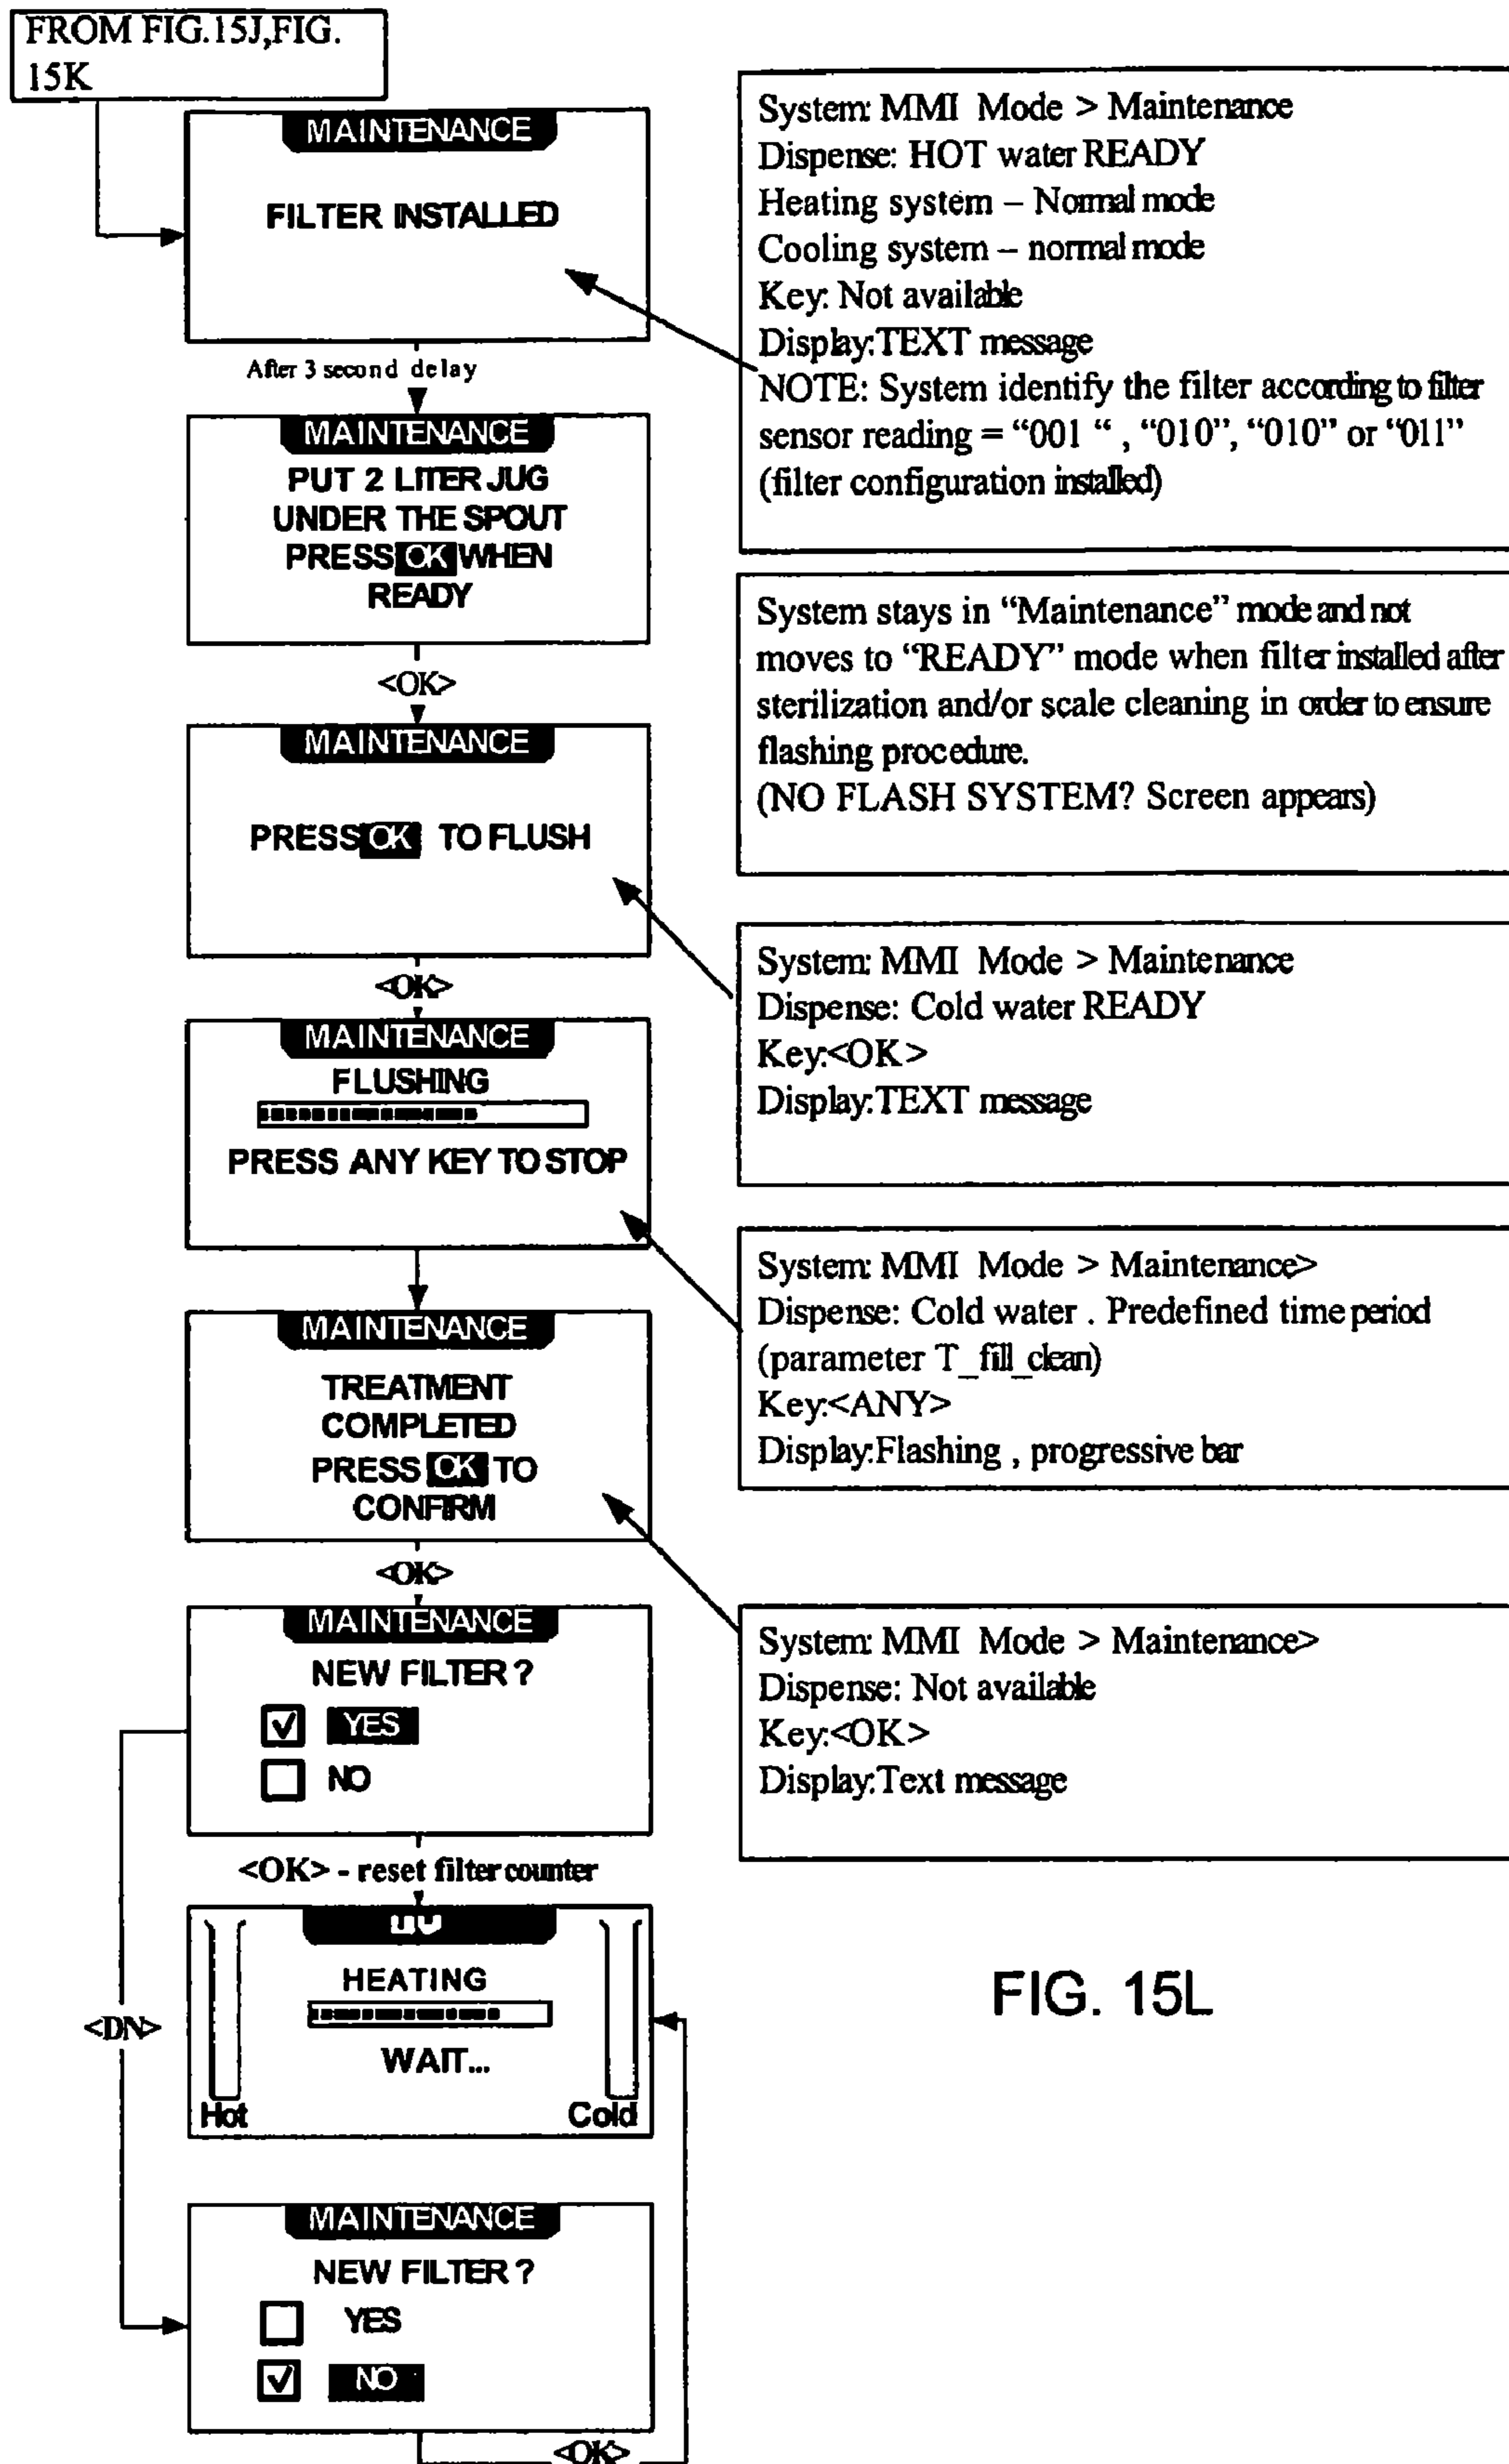 FROM FIG.15J,FIG.
15K
MAINTENANCE
FILTER INSTALLED
After 3 second delay
MAINTENANCE
PUT 2 LITER JUG
UNDER THE SPOUT
PRESS OK WHEN
READY
<OK>
MAINTENANCE
PRESS OK TO FLUSH
<OK>
MAINTENANCE
FLUSHING
PRESS ANY KEY TO STOP
MAINTENANCE
TREATMENT
COMPLETED
PRESS OK TO
CONFIRM
<OK>
MAINTENANCE
NEW FILTER ?
YES
NO
<OK> - reset filter counter
<DN>
HEATING
WAIT...
Hot
Cold
MAINTENANCE
NEW FILTER ?
YES
NO
<OK>
System: MMI Mode > Maintenance
Dispense: HOT water READY
Heating system – Normal mode
Cooling system – normal mode
Key: Not available
Display:TEXT message
NOTE: System identify the filter according to filter
sensor reading = “001 “ , “010”, “010” or “011”
(filter configuration installed)
System stays in “Maintenance” mode and not
moves to “READY” mode when filter installed after
sterilization and/or scale cleaning in order to ensure
flashing procedure.
(NO FLASH SYSTEM? Screen appears)
System: MMI Mode > Maintenance
Dispense: Cold water READY
Key:<OK>
Display:TEXT message
System: MMI Mode > Maintenance>
Dispense: Cold water . Predefined time period
(parameter T_fill_clean)
Key:<ANY>
Display:Flashing , progressive bar
System: MMI Mode > Maintenance>
Dispense: Not available
Key:<OK>
Display:Text message
FIG. 15L